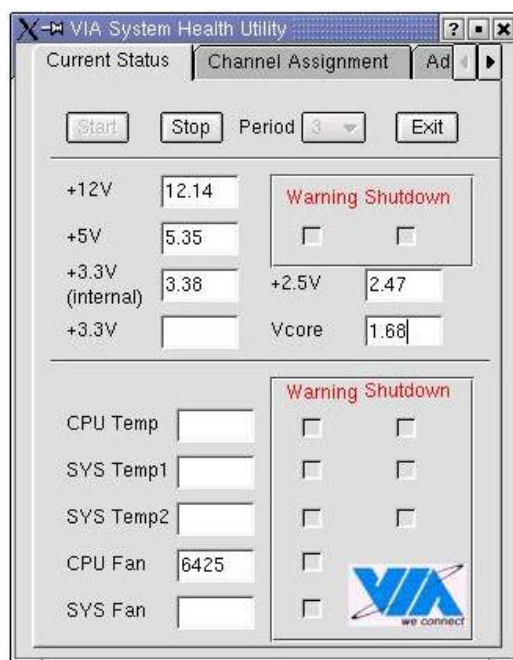 VIA System Health Utility
Current Status Channel Assignment Ad
Start Stop Period 3 Exit
+12V 12.14
Warning Shutdown
+5V 5.35
+3.3V (internal) 3.38 +2.5V 2.47
+3.3V Vcore 1.68
Warning Shutdown
CPU Temp
SYS Temp1
SYS Temp2
CPU Fan 6425
SYS Fan
VIA
we connect